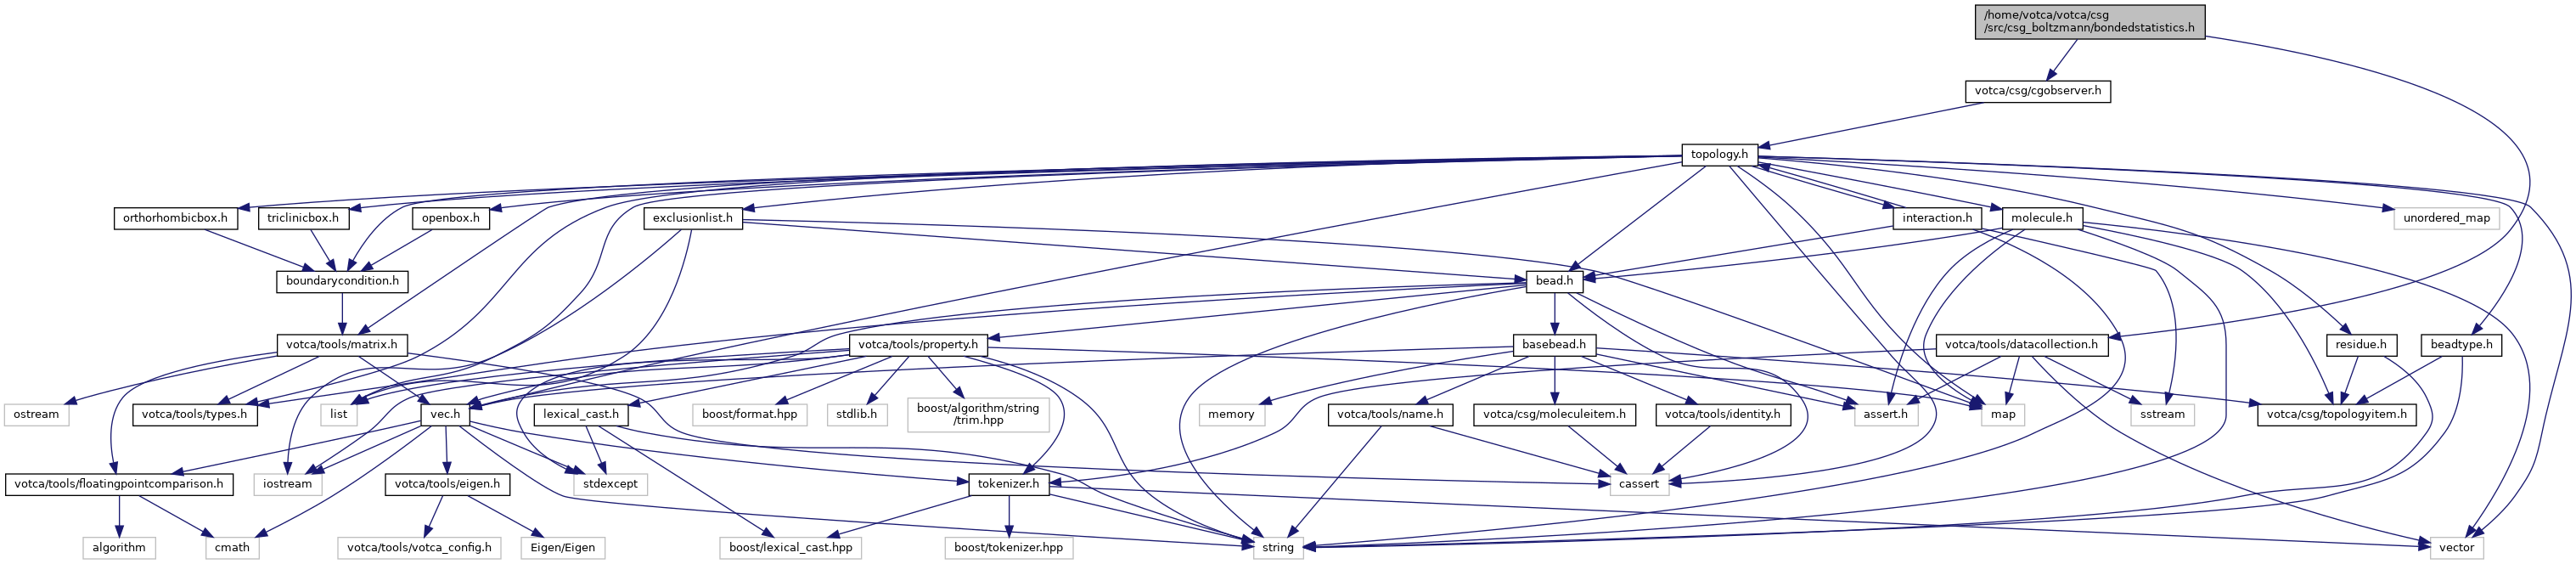 /home/votca/votca/csg
/src/csg_boltzmann/bondedstatistics.h
votca/csg/cgobserver.h
topology.h
orthorhombicbox.h
triclinicbox.h
openbox.h
exclusionlist.h
interaction.h
molecule.h
unordered_map
boundarycondition.h
bead.h
votca/tools/matrix.h
votca/tools/property.h
basebead.h
votca/tools/datacollection.h
residue.h
beadtype.h
ostream
votca/tools/types.h
list
vec.h
lexical_cast.h
boost/format.hpp
stdlib.h
boost/algorithm/string
/trim.hpp
memory
votca/tools/name.h
votca/csg/moleculeitem.h
votca/tools/identity.h
assert.h
map
sstream
votca/csg/topologyitem.h
votca/tools/floatingpointcomparison.h
iostream
votca/tools/eigen.h
stdexcept
tokenizer.h
cassert
algorithm
cmath
votca/tools/votca_config.h
Eigen/Eigen
boost/lexical_cast.hpp
boost/tokenizer.hpp
string
vector